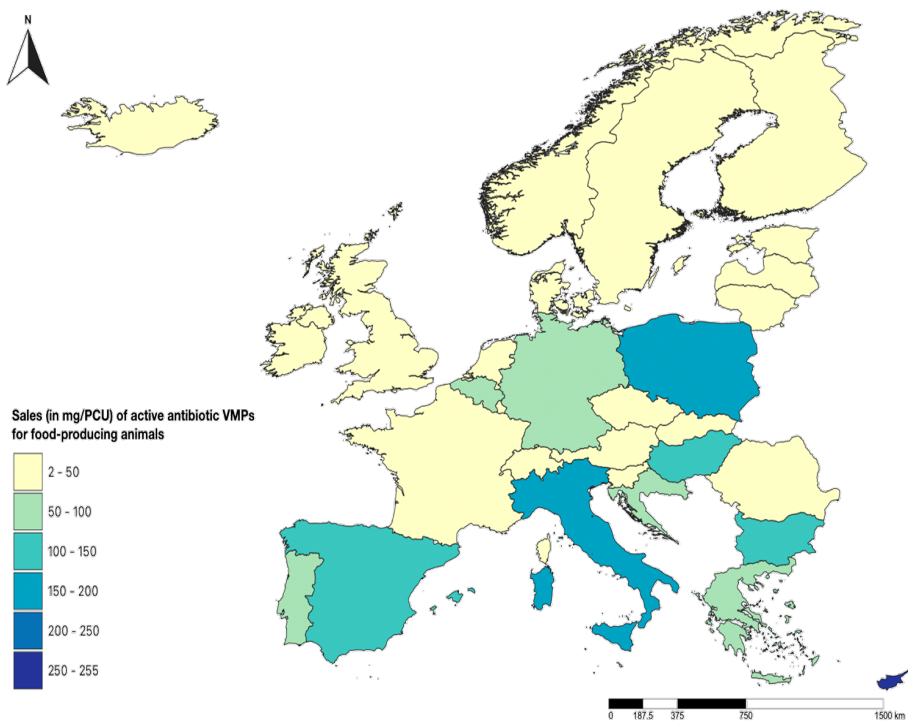 N
Sales (in mg/PCU) of active antibiotic VMPs
for food-producing animals
2 – 50
50 – 100
100 – 150
150 – 200
200 – 250
250 – 255
0 187.5 375 750 1500 km